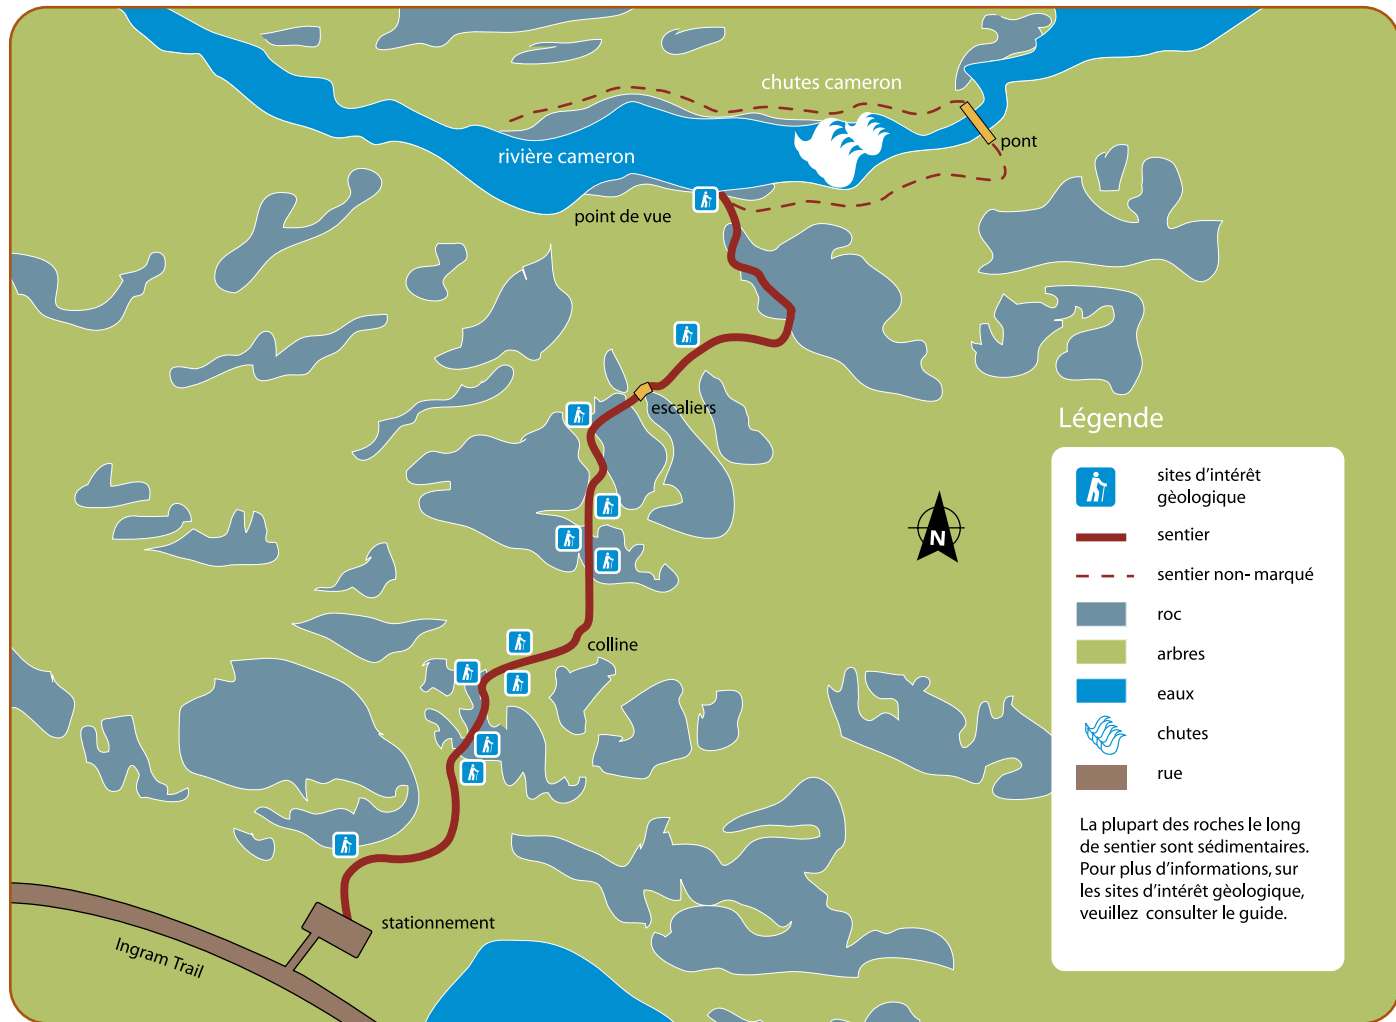 chutes cameron
pont
rivière cameron
point de vue
escaliers
Légende
sites d'intérêt
gèologique
sentier
N
sentier non- marqué
roc
colline
arbres
eaux
chutes
rue
La plupart des roches le long
de sentier sont sédimentaires.
Pour plus d'informations, sur
les sites d'intérêt gèologique,
veuillez consulter le guide.
stationnement
Ingram Trail